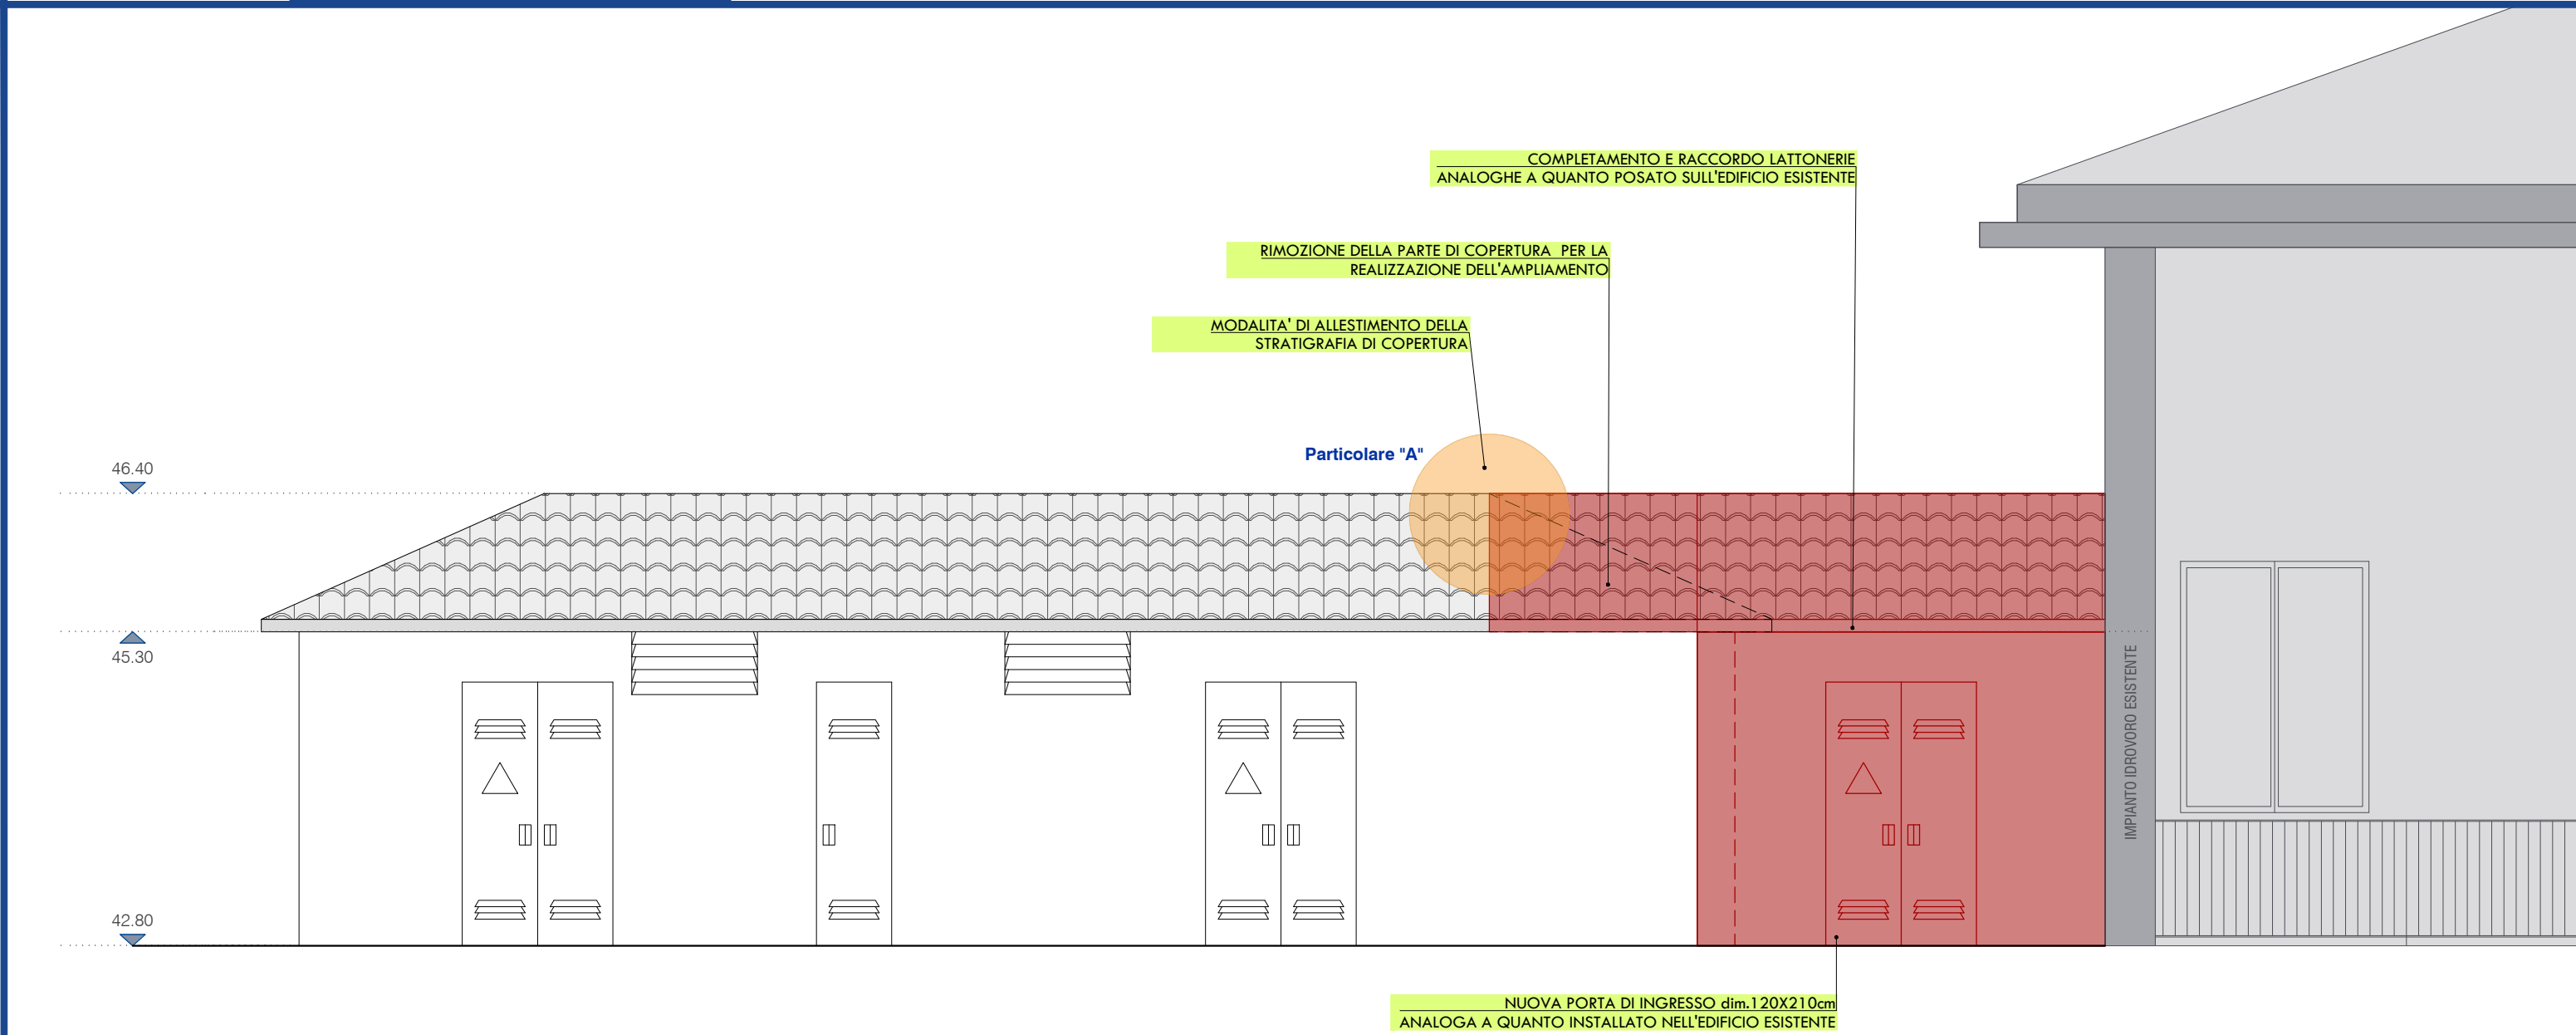 COMPLETAMENTO E RACCORDO LATTONERIE
ANALOGHE A QUANTO POSATO SULL'EDIFICIO ESISTENTE
RIMOZIONE DELLA PARTE DI COPERTURA PER LA
REALIZZAZIONE DELL'AMPLIAMENTO
MODALITA' DI ALLESTIMENTO DELLA
STRATIGRAFIA DI COPERTURA
Particolare "A"
46.40
45.30
IMPIANTO IDROVORO ESISTENTE
42.80
NUOVA PORTA DI INGRESSO dim.120X210cm
ANALOGA A QUANTO INSTALLATO NELL'EDIFICIO ESISTENTE